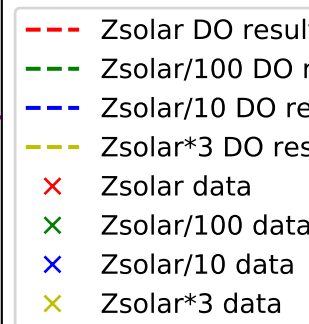 Zsolar DO resul
Zsolar/100 DO
Zsolar/10 DO re
Zsolar*3 DO res
Zsolar data
Zsolar/100 data
Zsolar/10 data
Zsolar*3 data